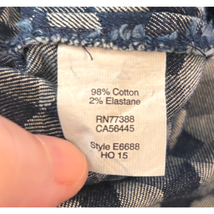 98% Cotton
2% Elastane
RN77388
CA56445
Style E6688
HO 15